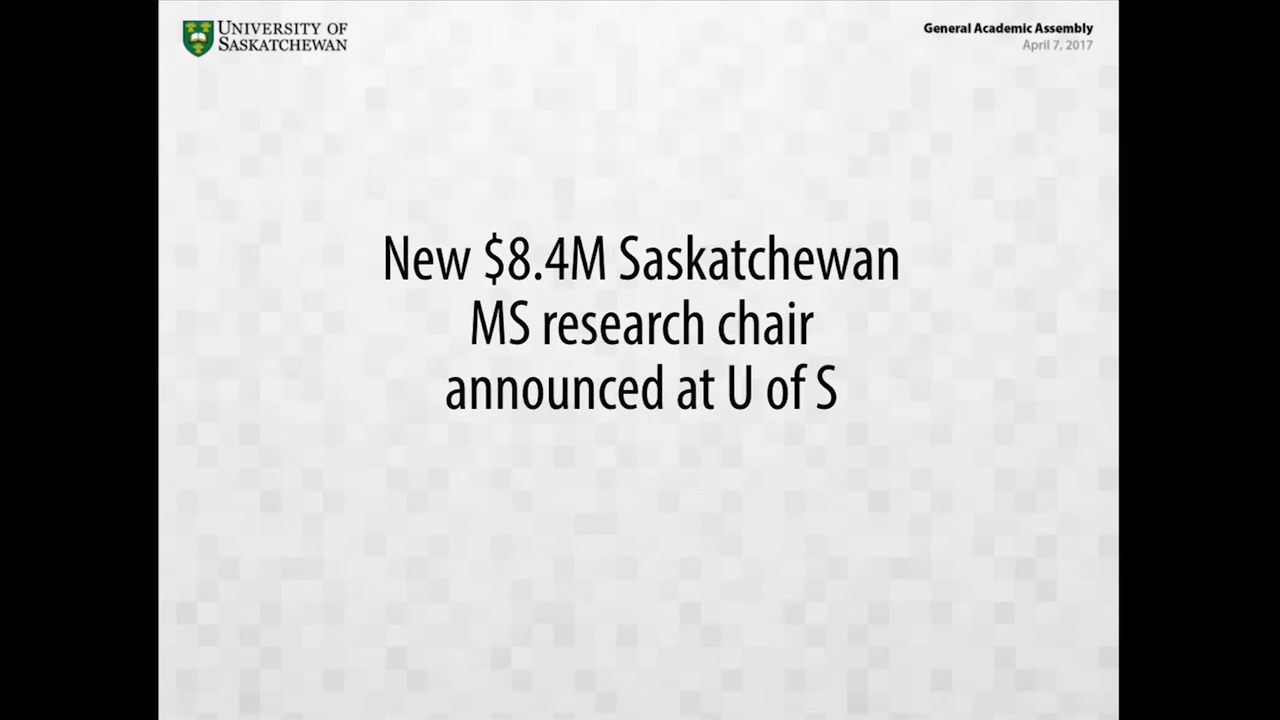 UNIVERSITY OF
SASKATCHEWAN
General Academic Assembly
April 7, 2017
New $8.4M Saskatchewan
MS research chair
announced at U of S